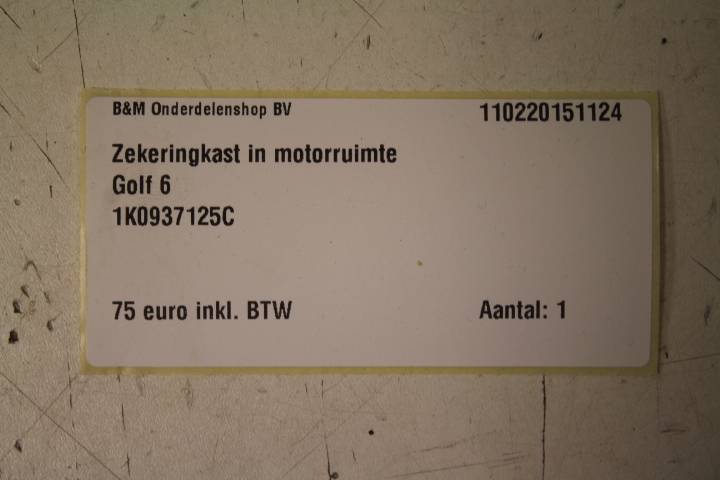 B&M Onderdelenshop BV 110220151124
Zekeringkast in motorruimte
Golf 6
1K0937125C
75 euro inkl. BTW Aantal: 1